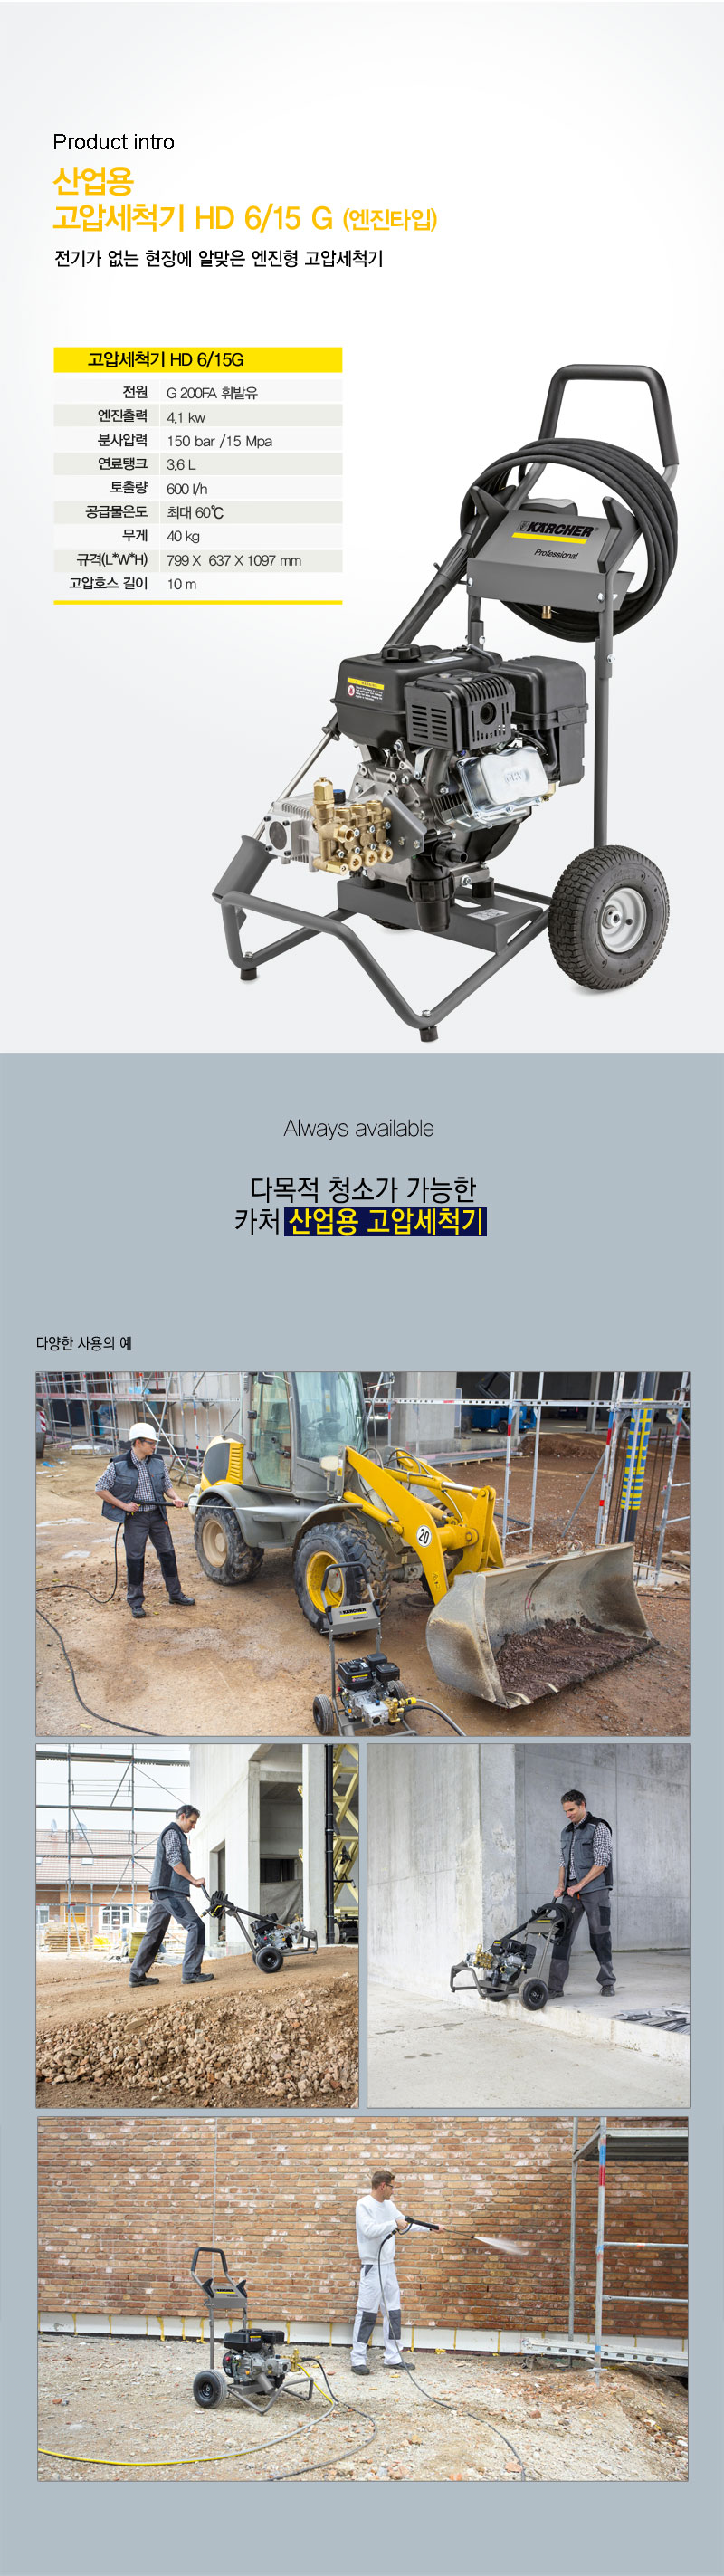 Product intro
산업용
고압세척기 HD 6/15 G (엔진타입)
전기가 없는 현장에 알맞은 엔진형 고압세척기
고압세척기 HD 6/15G
전원 G 200FA 휘발유
엔진출력 4.1 kw
분사압력 150 bar /15 Mpa
연료탱크 3.6 L
토출량 600 l/h
공급물온도 최대 60℃
무게 40 kg
규격(L*W*H) 799 X 637 X 1097 mm
고압호스 길이 10 m
KÄRCHER
Professional
Always available
다목적 청소가 가능한
카처 산업용 고압세척기
다양한 사용의 예
20
KÄRCHER